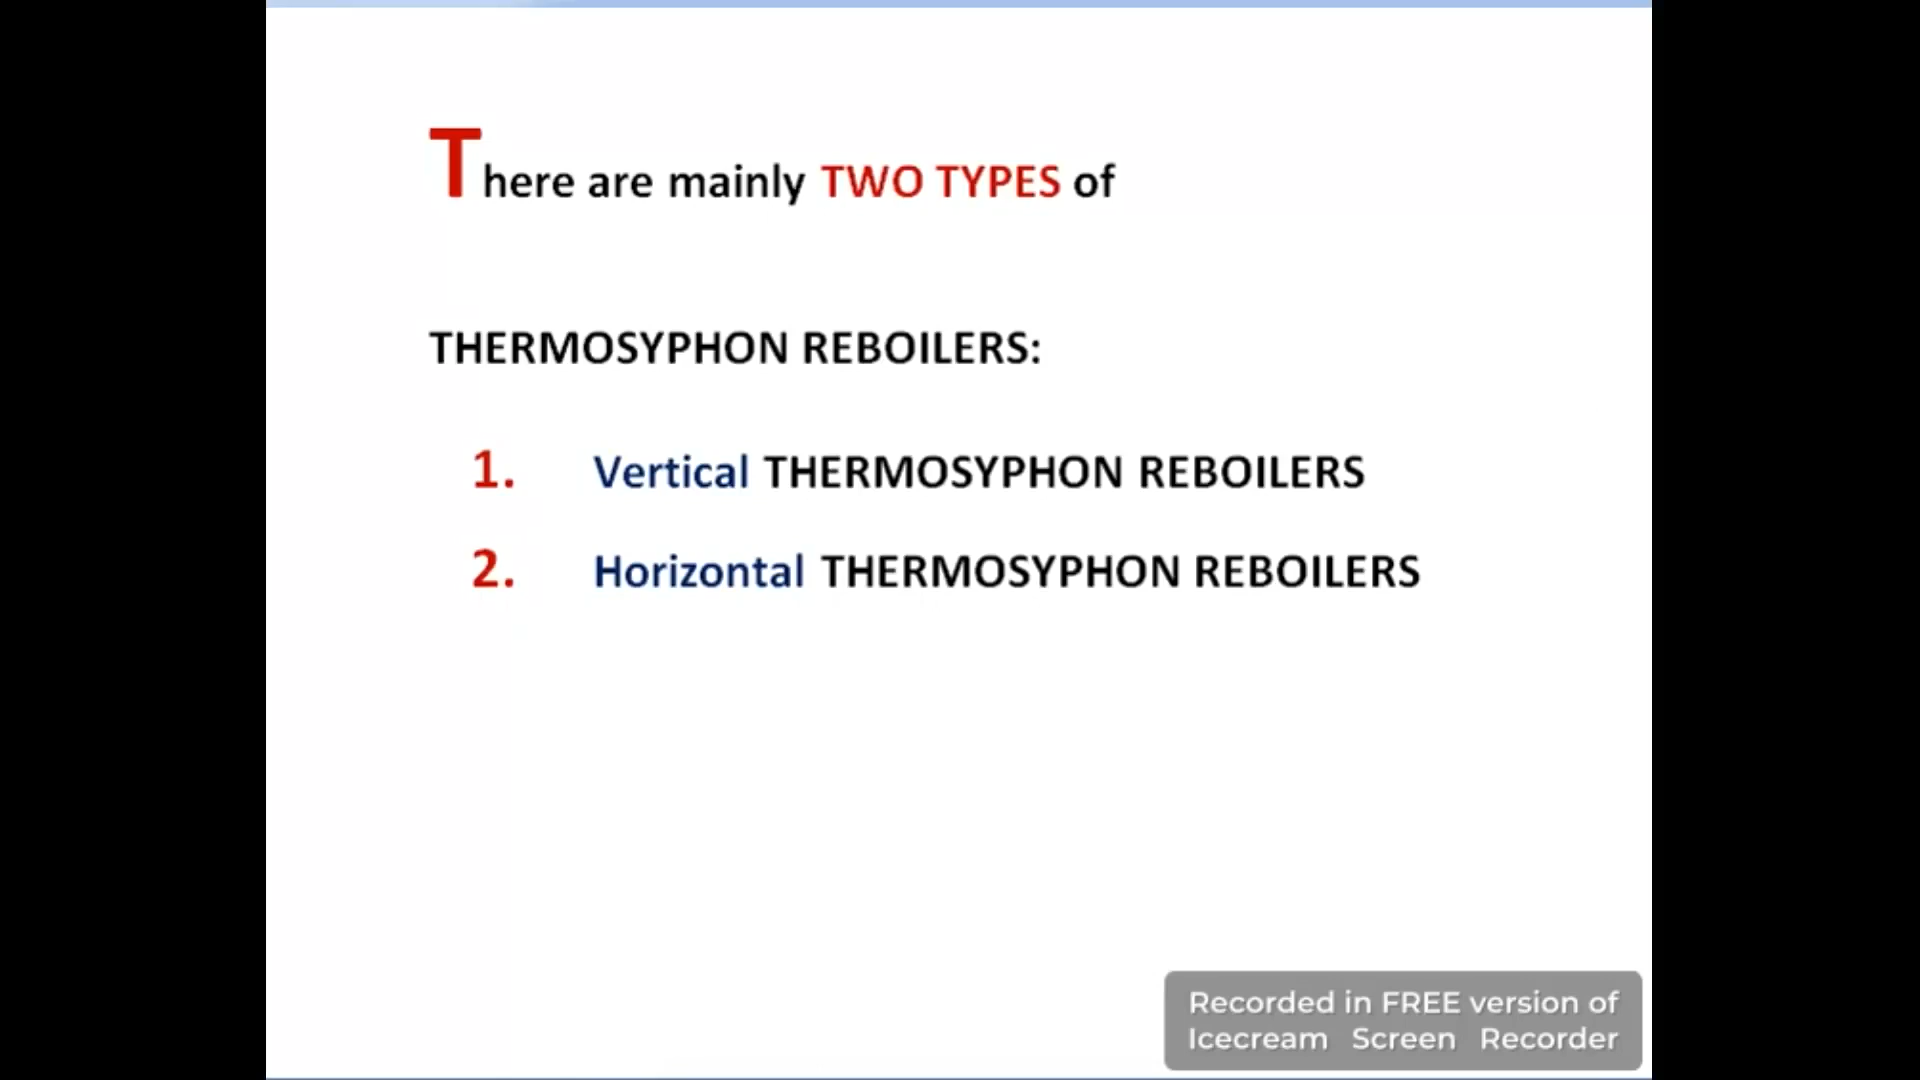 There are mainly TWO TYPES of
THERMOSYPHON REBOILERS:
1. Vertical THERMOSYPHON REBOILERS
2. Horizontal THERMOSYPHON REBOILERS
Recorded in FREE version of
Icecream Screen Recorder